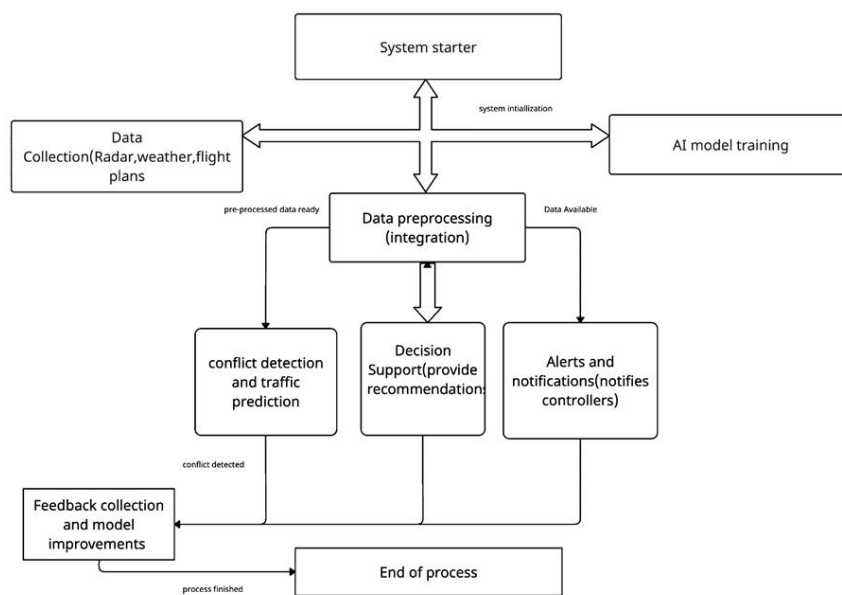 System starter
system intiallization
Data
Collection(Radar,weather,flight
plans
AI model training
pre-processed data ready
Data preprocessing
(integration)
Data Available
conflict detection
and traffic
prediction
Decision
Support(provide
recommendations
Alerts and
notifications(notifies
controllers)
conflict detected
Feedback collection
and model
improvements
End of process
process finished